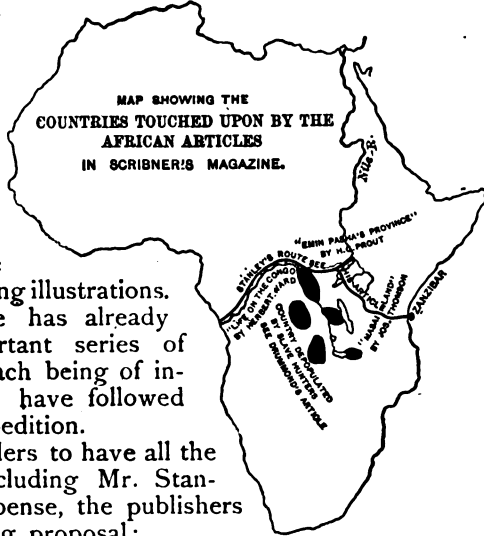 MAP SHOWING THE
COUNTRIES TOUCHED UPON BY THE
AFRICAN ARTICLES
IN SCRIBNER'S MAGAZINE.
Nile R.
"EMIN PASHA'S PROVINCE"
BY H.G. PROUT
STANLEY'S ROUTE SEE
"LIFE ON THE CONGO
BY HERBERT WARD
COUNTRY DEPOPULATED
BY SLAVE HUNTERS
SEE DRUMMOND'S ARTICLE
"MASAI ISLAND"
BY JOS. THOMSON
ZANZIBAR
ng illustrations.
e has already
rtant series of
ach being of in-
have followed
edition.
ders to have all the
cluding Mr. Stan-
pense, the publishers
ng proposal: